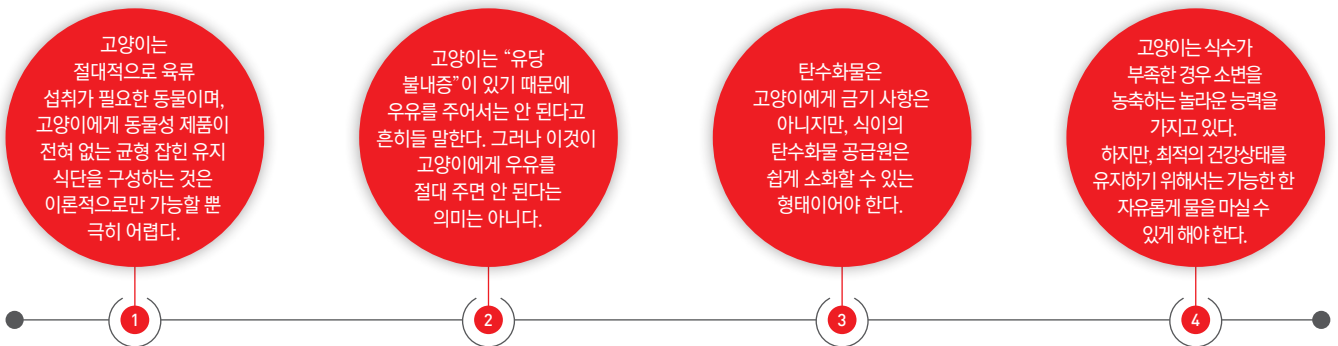 고양이는
절대적으로 육류
섭취가 필요한 동물이며,
고양이에게 동물성 제품이
전혀 없는 균형 잡힌 유지
식단을 구성하는 것은
이론적으로만 가능할 뿐
극히 어렵다.
고양이는 “유당
불내증”이 있기 때문에
우유를 주어서는 안 된다고
흔히들 말한다. 그러나 이것이
고양이에게 우유를
절대 주면 안 된다는
의미는 아니다.
탄수화물은
고양이에게 금기 사항은
아니지만, 식이의
탄수화물 공급원은
쉽게 소화할 수 있는
형태이어야 한다.
고양이는 식수가
부족한 경우 소변을
농축하는 놀라운 능력을
가지고 있다.
하지만, 최적의 건강상태를
유지하기 위해서는 가능한 한
자유롭게 물을 마실 수
있게 해야 한다.
1
2
3
4